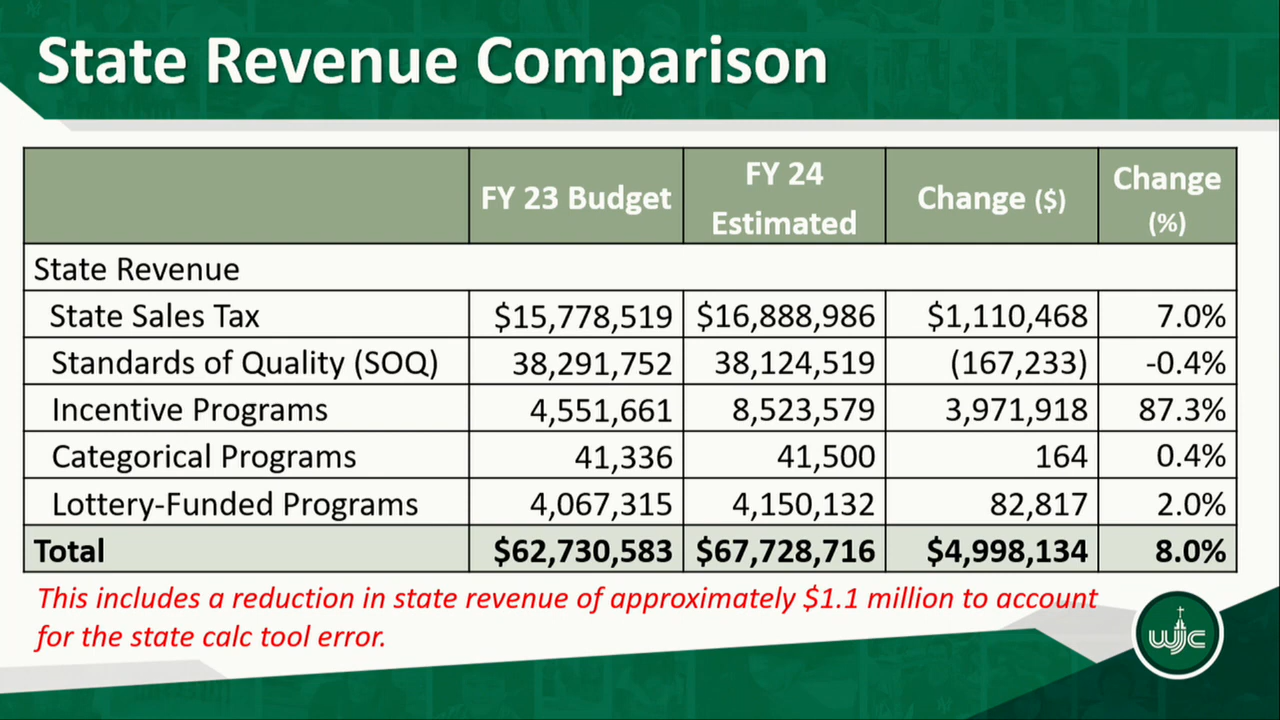 State Revenue Comparison
FY 23 Budget FY 24 Estimated Change ($) Change (%)
State Revenue
State Sales Tax $15,778,519 $16,888,986 $1,110,468 7.0%
Standards of Quality (SOQ) 38,291,752 38,124,519 (167,233) -0.4%
Incentive Programs 4,551,661 8,523,579 3,971,918 87.3%
Categorical Programs 41,336 41,500 164 0.4%
Lottery-Funded Programs 4,067,315 4,150,132 82,817 2.0%
Total $62,730,583 $67,728,716 $4,998,134 8.0%
This includes a reduction in state revenue of approximately $1.1 million to account
for the state calc tool error.
wjc